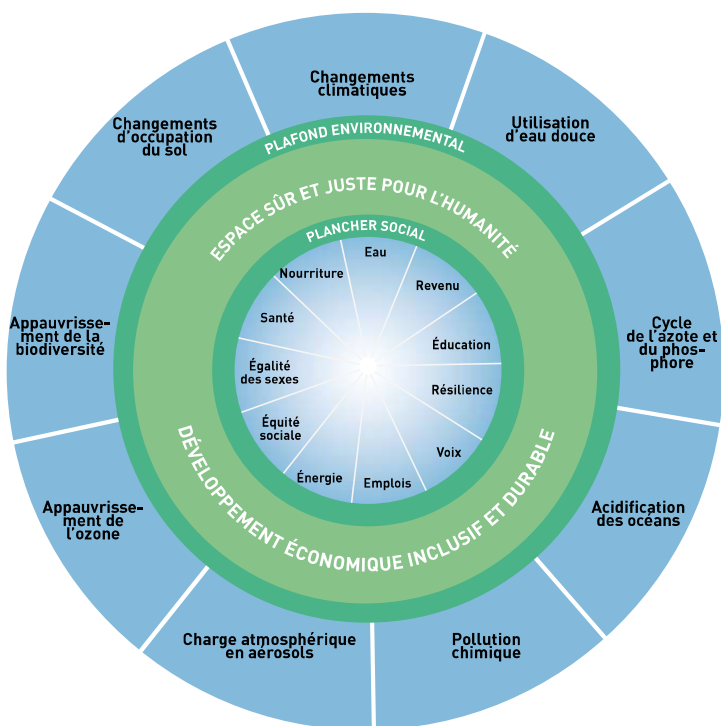 Changements
climatiques
Utilisation
d'eau douce
Cycle
de l'azote et
du phos-
phore
Acidification
des océans
Pollution
chimique
Charge atmosphérique
en aérosols
Appauvrisse-
ment de
l'ozone
Appauvrisse-
ment de la
biodiversité
Changements
d'occupation
du sol
PLAFOND ENVIRONNEMENTAL
ESPACE SÛR ET JUSTE POUR L'HUMANITÉ
PLANCHER SOCIAL
Eau
Revenu
Éducation
Résilience
Voix
Emplois
Énergie
Équité
sociale
Égalité
des sexes
Santé
Nourriture
DÉVELOPPEMENT ÉCONOMIQUE INCLUSIF ET DURABLE